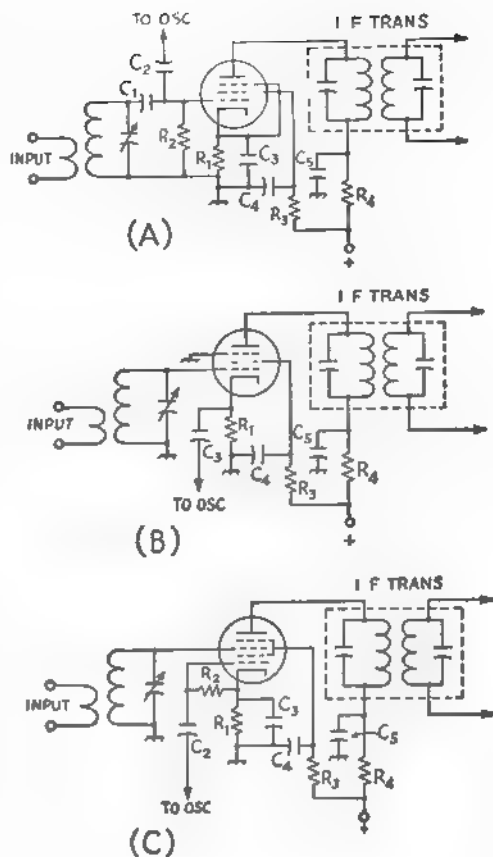 TO OSC
I F TRANS
C2
C1
R2
INPUT
R1
C3
C4
C5
R3
R4
+
(A)
I F TRANS
INPUT
R1
C3
C4
C5
R3
R4
TO OSC
+
(B)
I F TRANS
INPUT
R2
R1
C3
C2
C4
C5
R3
R4
TO OSC
+
(C)